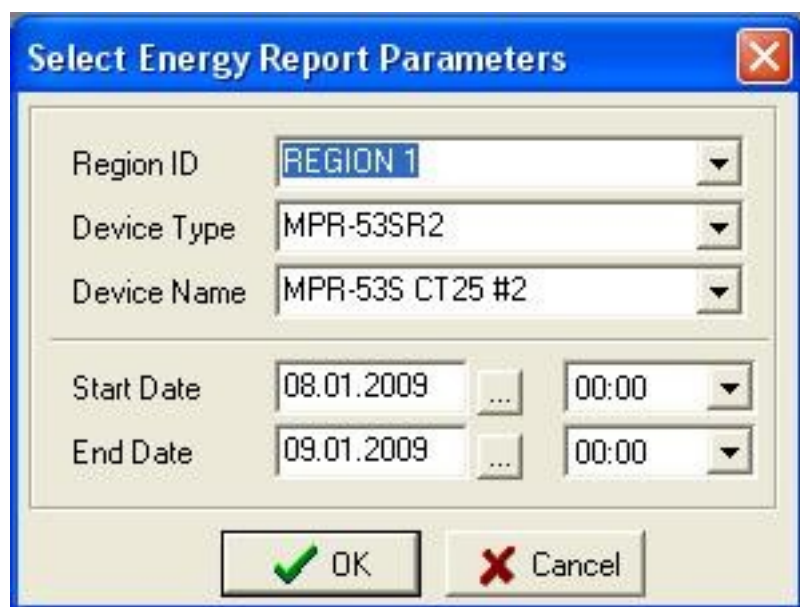 Select Energy Report Parameters
Region ID REGION 1
Device Type MPR-53SR2
Device Name MPR-53S CT25 #2
Start Date 08.01.2009 ... 00:00
End Date 09.01.2009 ... 00:00
OK Cancel